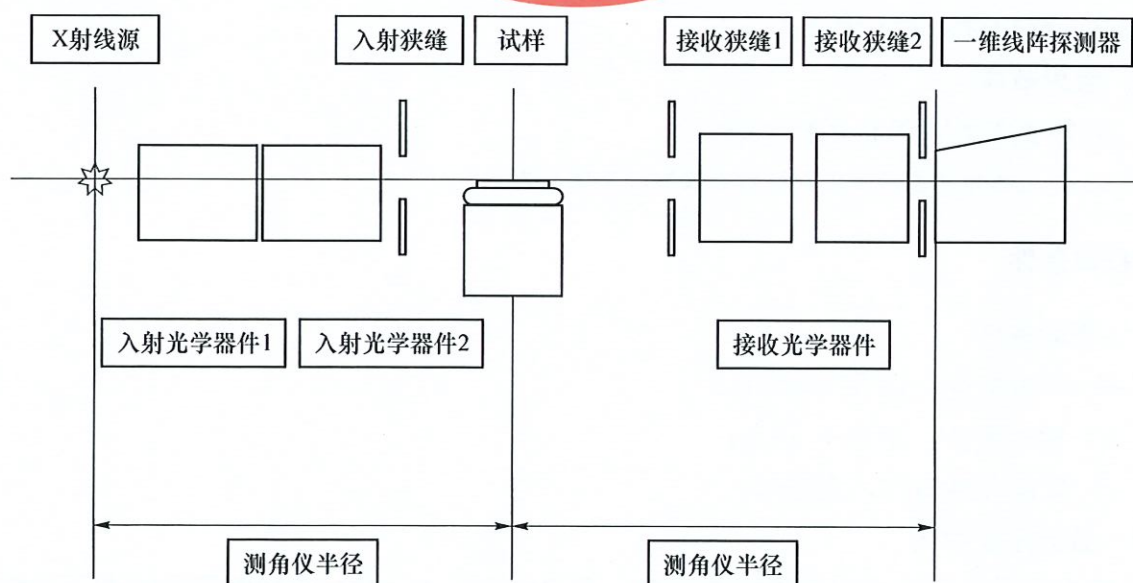 X射线源
入射狭缝
试样
接收狭缝1
接收狭缝2
一维线阵探测器
入射光学器件1
入射光学器件2
接收光学器件
测角仪半径
测角仪半径